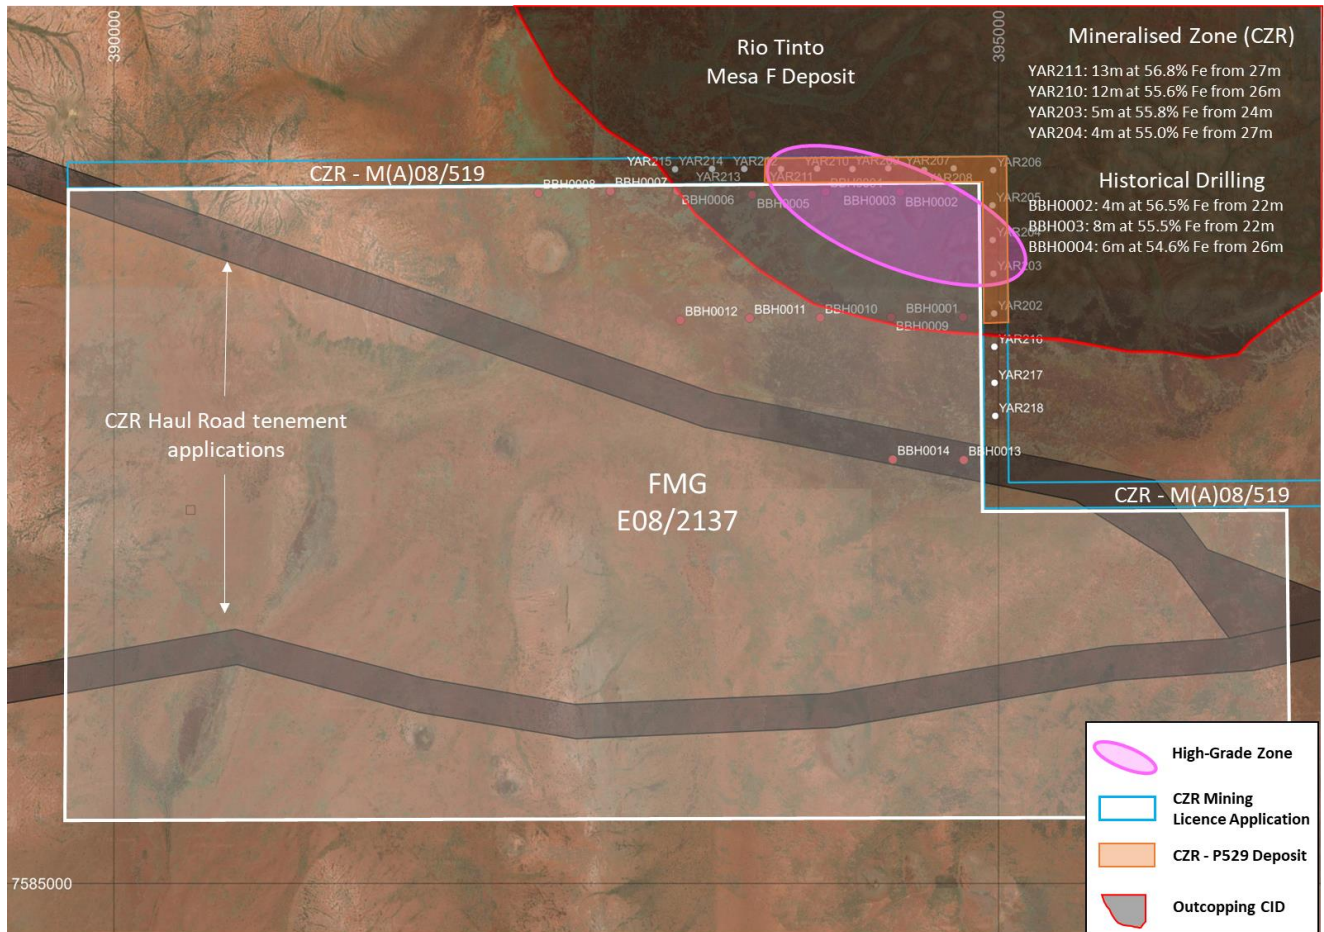 390000
395000
Rio Tinto
Mesa F Deposit
Mineralised Zone (CZR)
YAR211: 13m at 56.8% Fe from 27m
YAR210: 12m at 55.6% Fe from 26m
YAR203: 5m at 55.8% Fe from 24m
YAR204: 4m at 55.0% Fe from 27m
Historical Drilling
BBH0002: 4m at 56.5% Fe from 22m
BBH003: 8m at 55.5% Fe from 22m
BBH0004: 6m at 54.6% Fe from 26m
CZR - M(A)08/519
YAR215 YAR214 YAR210 YAR207 YAR206
YAR213 YAR211 YAR208
BBH0008 BBH0007 BBH0004
BBH0006 BBH0005 BBH0003 BBH0002
YAR205
YAR204
YAR203
YAR202
BBH0012 BBH0011 BBH0010 BBH0001
BBH0009
YAR216
YAR217
YAR218
CZR Haul Road tenement
applications
BBH0014 BBH0013
FMG
E08/2137
CZR - M(A)08/519
7585000
High-Grade Zone
CZR Mining
Licence Application
CZR - P529 Deposit
Outcopping CID